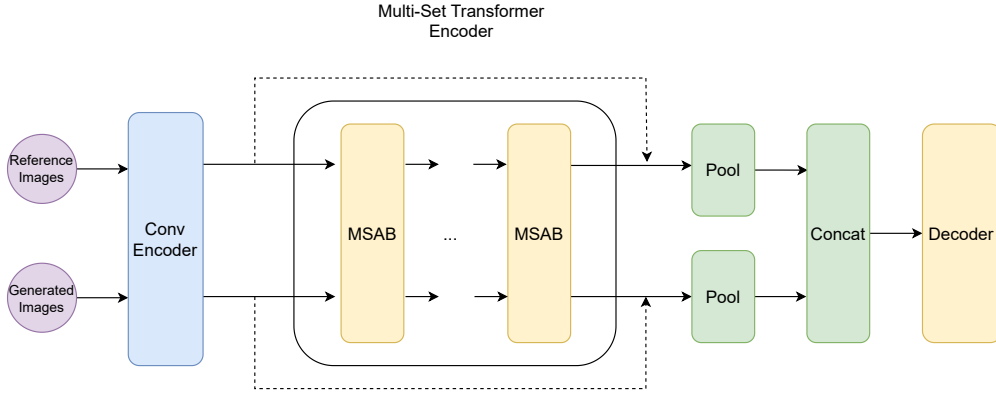 Multi-Set Transformer
Encoder
Reference
Images
Generated
Images
Conv
Encoder
MSAB
...
MSAB
Pool
Pool
Concat
Decoder